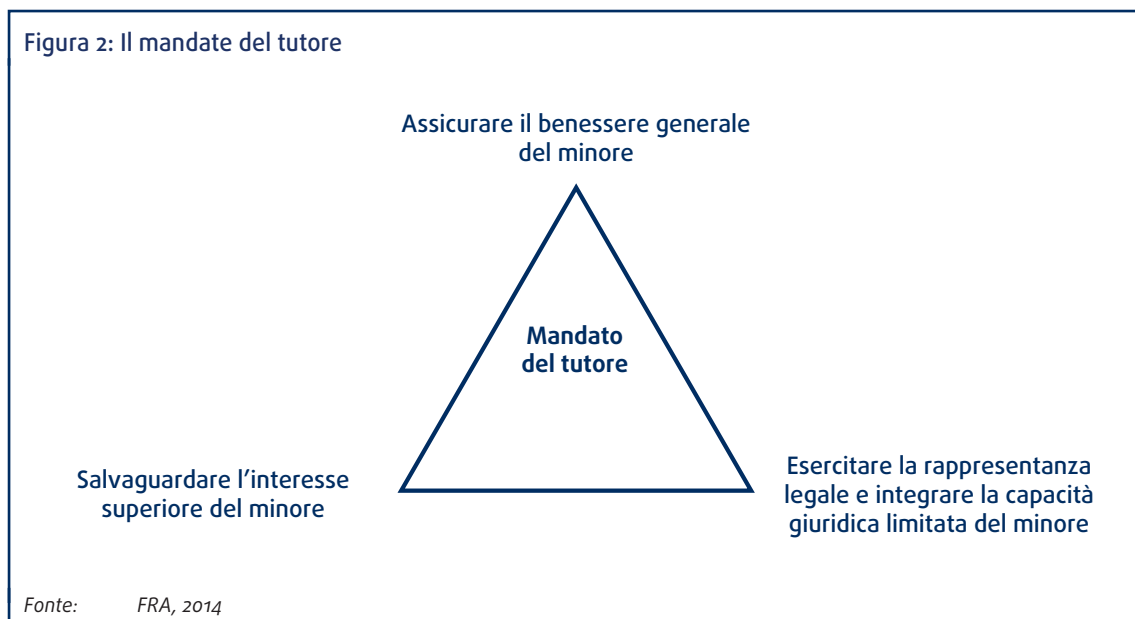 Figura 2: Il mandate del tutore
Assicurare il benessere generale
del minore
Mandato
del tutore
Salvaguardare l'interesse
superiore del minore
Esercitare la rappresentanza
legale e integrare la capacità
giuridica limitata del minore
Fonte: FRA, 2014